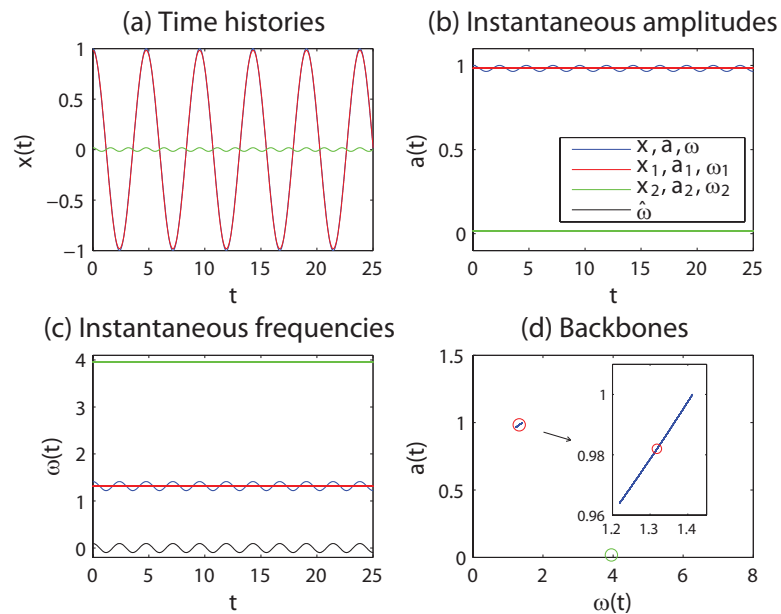 (a) Time histories
1
0.5
0
−0.5
−1
x(t)
0 5 10 15 20 25
t
(b) Instantaneous amplitudes
1
0.5
0
a(t)
x , a , ω
x₁ , a₁ , ω₁
x₂ , a₂ , ω₂
ω̂
0 5 10 15 20 25
t
(c) Instantaneous frequencies
4
3
2
1
0
ω(t)
0 5 10 15 20 25
t
(d) Backbones
1.5
1
0.5
0
a(t)
1
0.98
0.96
1.2 1.3 1.4
0 2 4 6 8
ω(t)